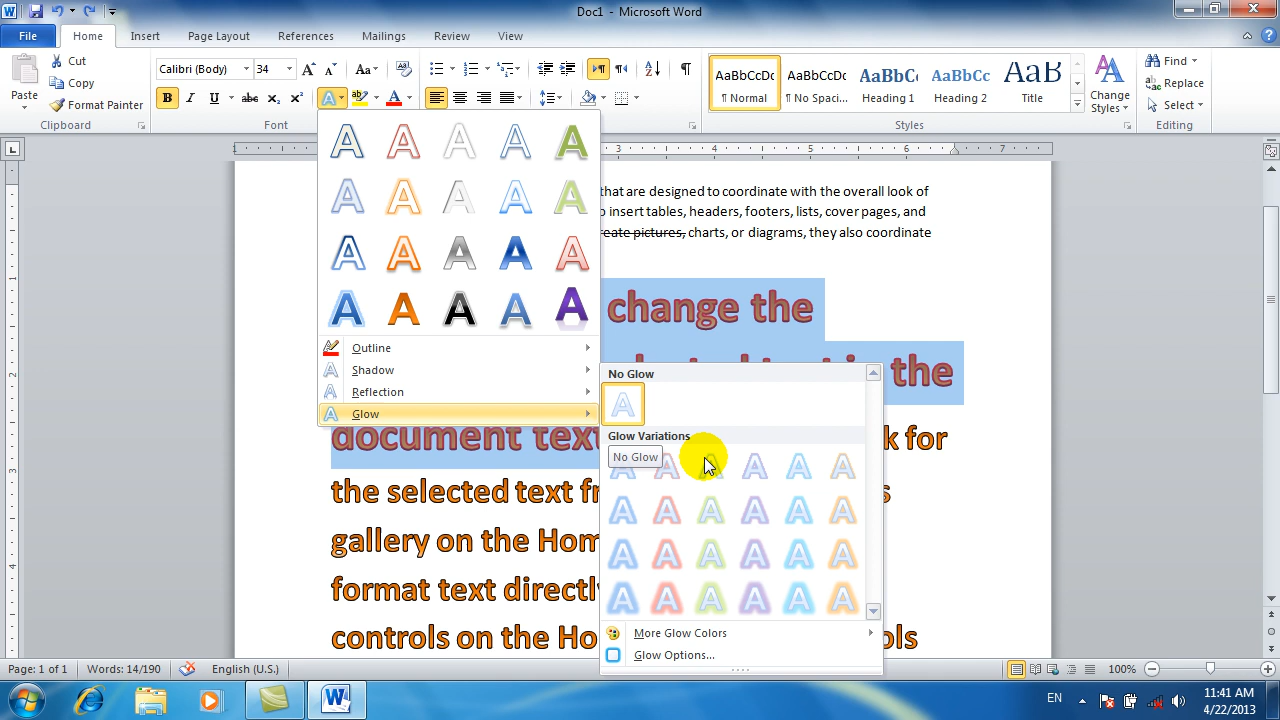 Doc1 - Microsoft Word
File Home Insert Page Layout References Mailings Review View
Paste
Cut
Copy
Format Painter
Clipboard
Calibri (Body) 34
Font
AaBbCcDc
¶ Normal
AaBbCcDc
¶ No Spaci...
AaBbCc
Heading 1
AaBbCc
Heading 2
AaB
Title
Change
Styles
Styles
Find
Replace
Select
Editing
that are designed to coordinate with the overall look of
o insert tables, headers, footers, lists, cover pages, and
reate pictures, charts, or diagrams, they also coordinate
change the
the
document text
k for
the selected text fr
s
gallery on the Hom
format text directly
controls on the Ho
ols
Outline
Shadow
Reflection
Glow
No Glow
Glow Variations
No Glow
More Glow Colors
Glow Options...
Page: 1 of 1 Words: 14/190 English (U.S.) 100%
EN
11:41 AM
4/22/2013